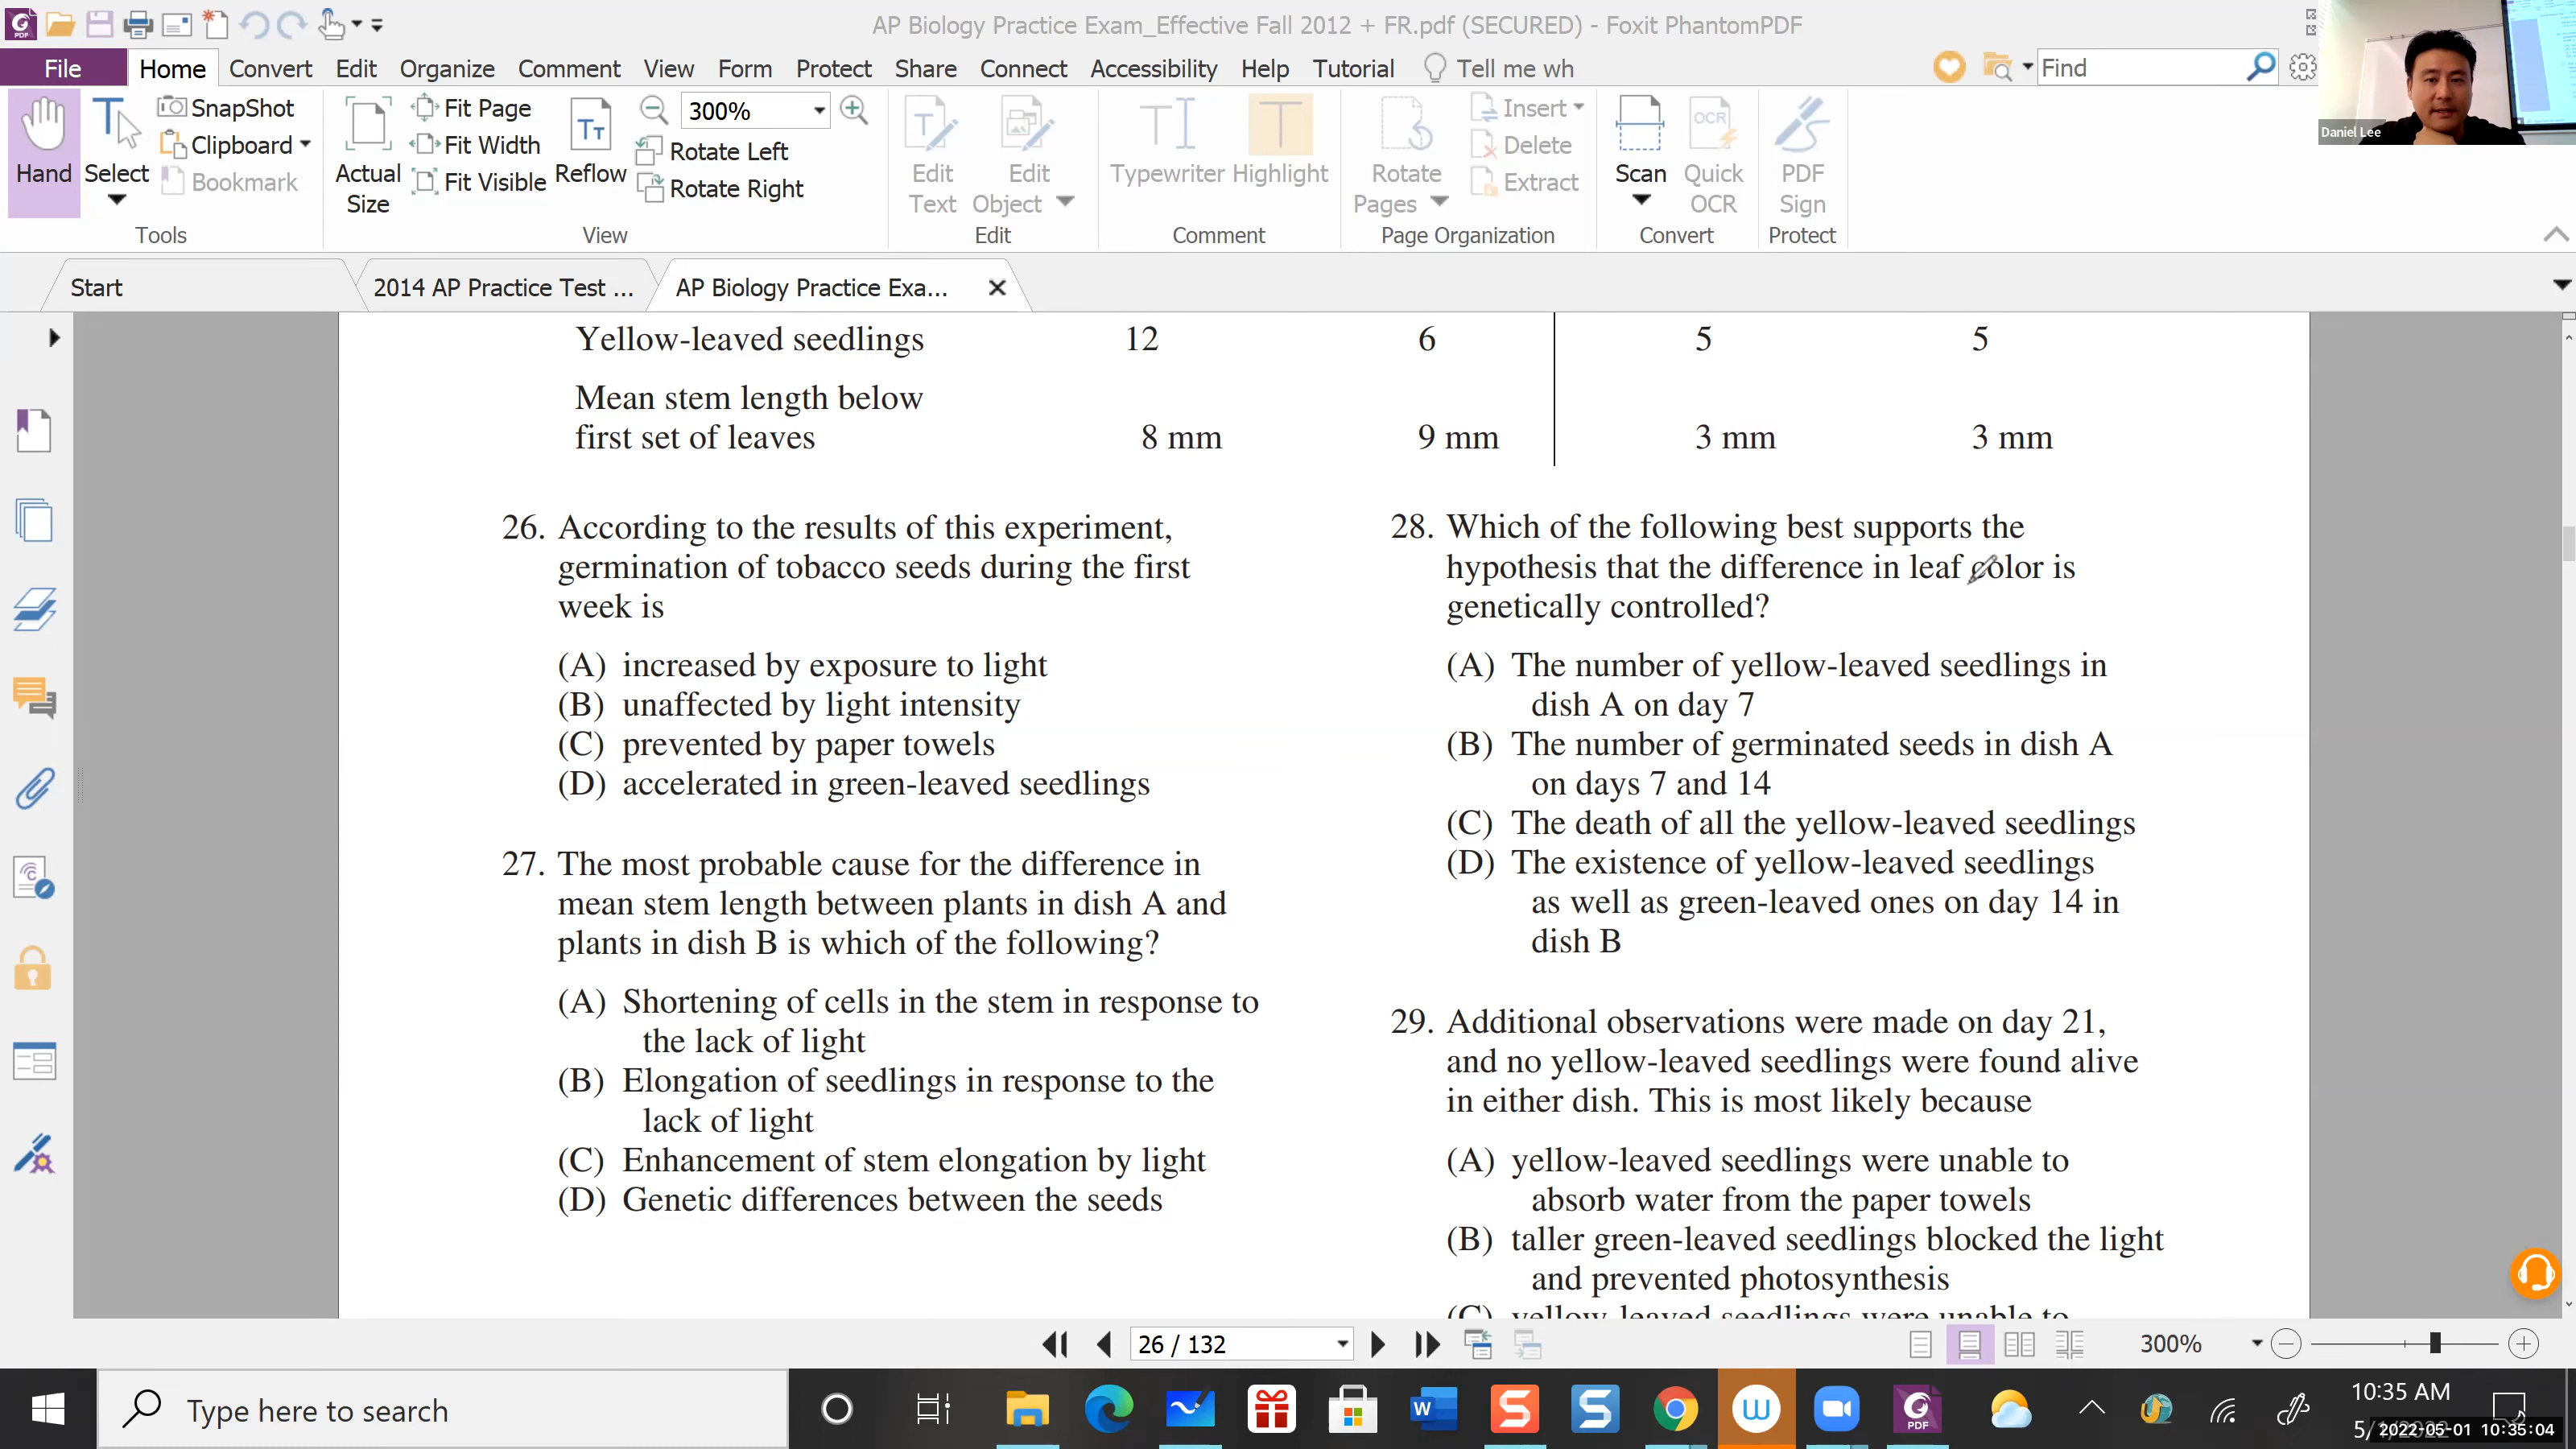 AP Biology Practice Exam_Effective Fall 2012 + FR.pdf (SECURED) - Foxit PhantomPDF
File Home Convert Edit Organize Comment View Form Protect Share Connect Accessibility Help Tutorial Tell me wh Find
Hand
Select
SnapShot
Clipboard
Bookmark
Tools
Actual Size
Fit Page
Fit Width
Fit Visible
Reflow
300%
Rotate Left
Rotate Right
View
Edit Text
Edit Object
Edit
Typewriter
Highlight
Comment
Rotate Pages
Insert
Delete
Extract
Page Organization
Scan
Quick OCR
Convert
PDF Sign
Protect
Daniel Lee
Start
2014 AP Practice Test ...
AP Biology Practice Exa...
Yellow-leaved seedlings 12 6 5 5
Mean stem length below
first set of leaves 8 mm 9 mm 3 mm 3 mm
26. According to the results of this experiment,
germination of tobacco seeds during the first
week is
(A) increased by exposure to light
(B) unaffected by light intensity
(C) prevented by paper towels
(D) accelerated in green-leaved seedlings
27. The most probable cause for the difference in
mean stem length between plants in dish A and
plants in dish B is which of the following?
(A) Shortening of cells in the stem in response to
the lack of light
(B) Elongation of seedlings in response to the
lack of light
(C) Enhancement of stem elongation by light
(D) Genetic differences between the seeds
28. Which of the following best supports the
hypothesis that the difference in leaf color is
genetically controlled?
(A) The number of yellow-leaved seedlings in
dish A on day 7
(B) The number of germinated seeds in dish A
on days 7 and 14
(C) The death of all the yellow-leaved seedlings
(D) The existence of yellow-leaved seedlings
as well as green-leaved ones on day 14 in
dish B
29. Additional observations were made on day 21,
and no yellow-leaved seedlings were found alive
in either dish. This is most likely because
(A) yellow-leaved seedlings were unable to
absorb water from the paper towels
(B) taller green-leaved seedlings blocked the light
and prevented photosynthesis
(C) yellow-leaved seedlings were unable to
26 / 132
300%
Type here to search
10:35 AM
2022-05-01 10:35:04